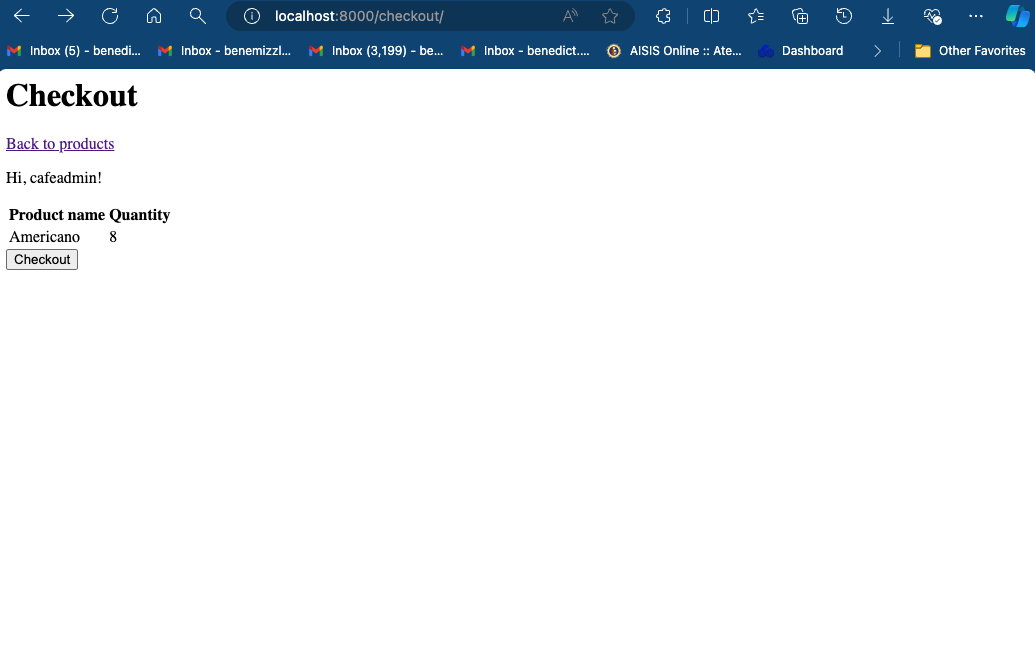 localhost:8000/checkout/
Inbox (5) - benedi... Inbox - benemizzl... Inbox (3,199) - be... Inbox - benedict.... AISIS Online :: Ate... Dashboard Other Favorites
Checkout
Back to products
Hi, cafeadmin!
Product name Quantity
Americano 8
Checkout